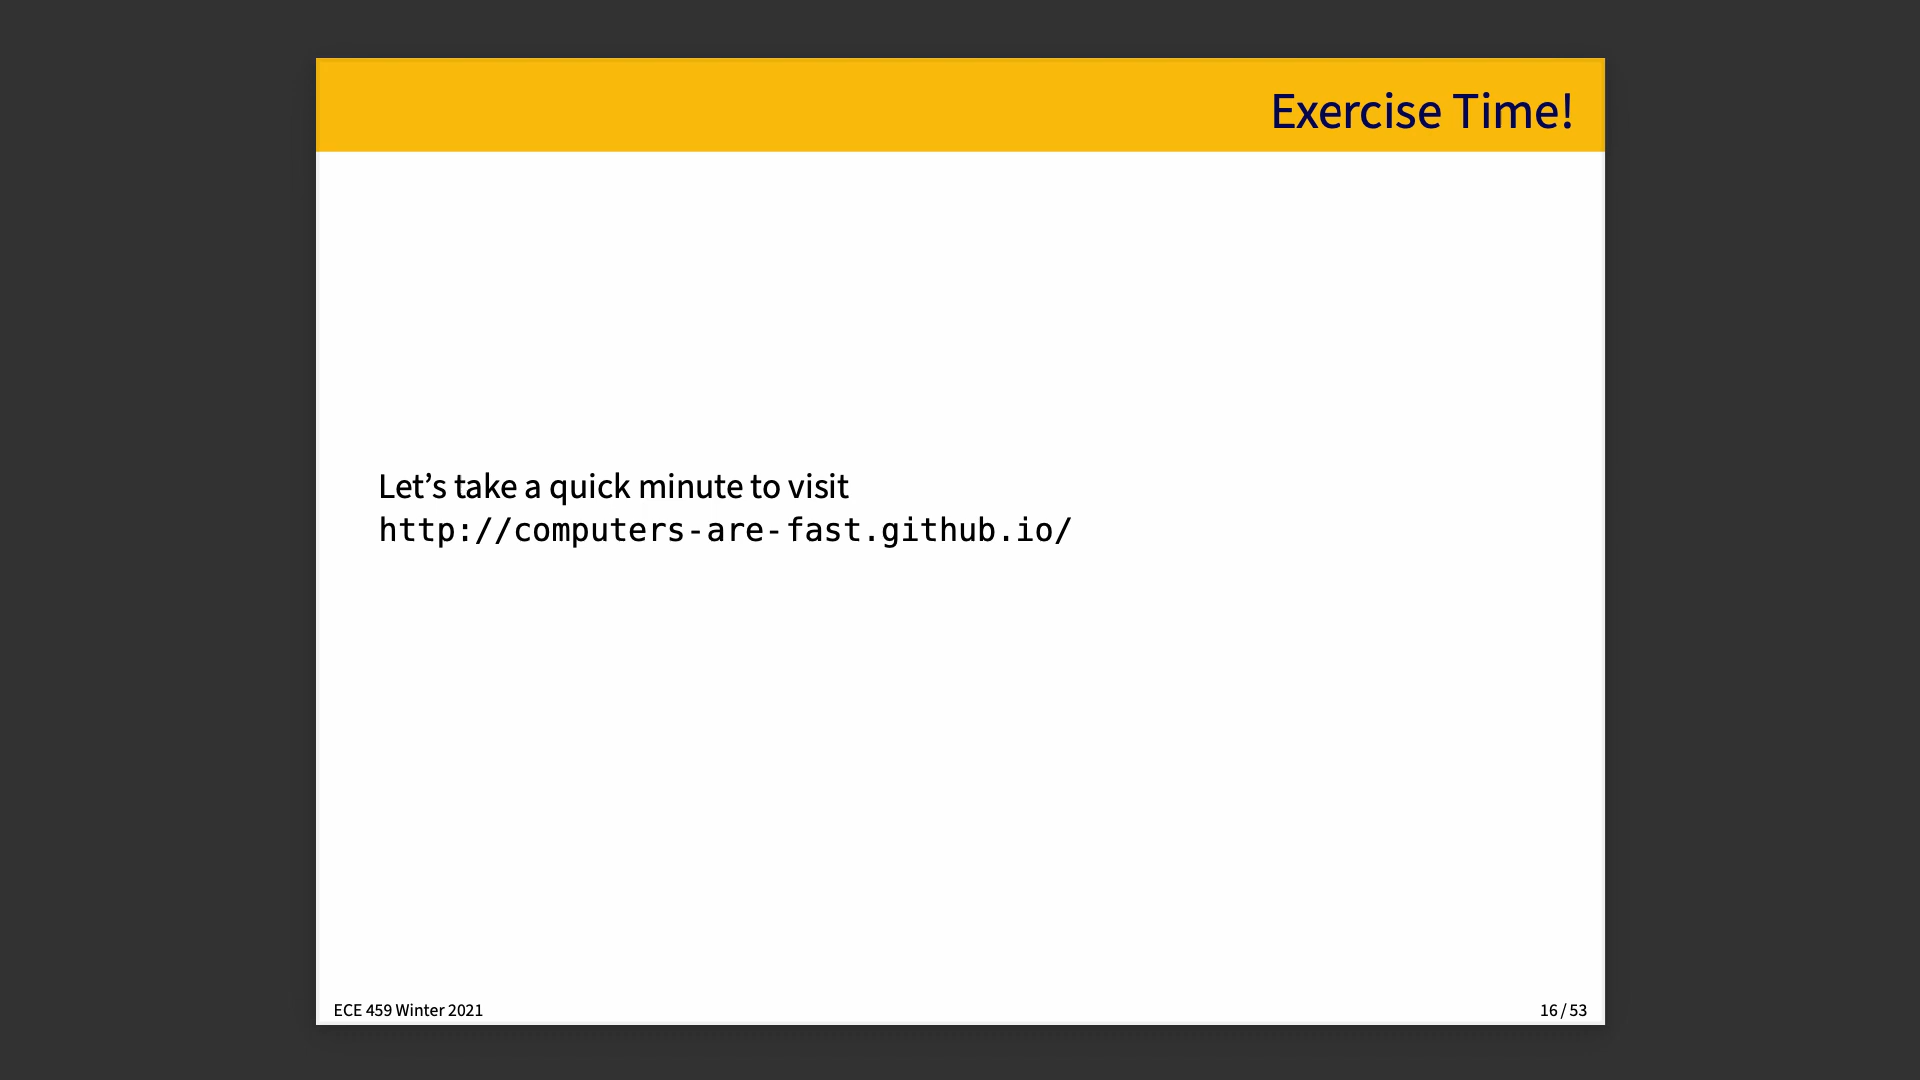 Exercise Time!
Let’s take a quick minute to visit
http://computers-are-fast.github.io/
ECE 459 Winter 2021
16 / 53